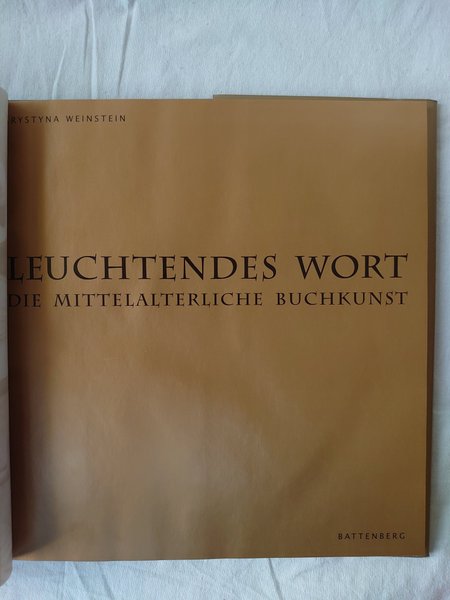 RYSTYNA WEINSTEIN
LEUCHTENDES WORT
DIE MITTELALTERLICHE BUCHKUNST
BATTENBERG